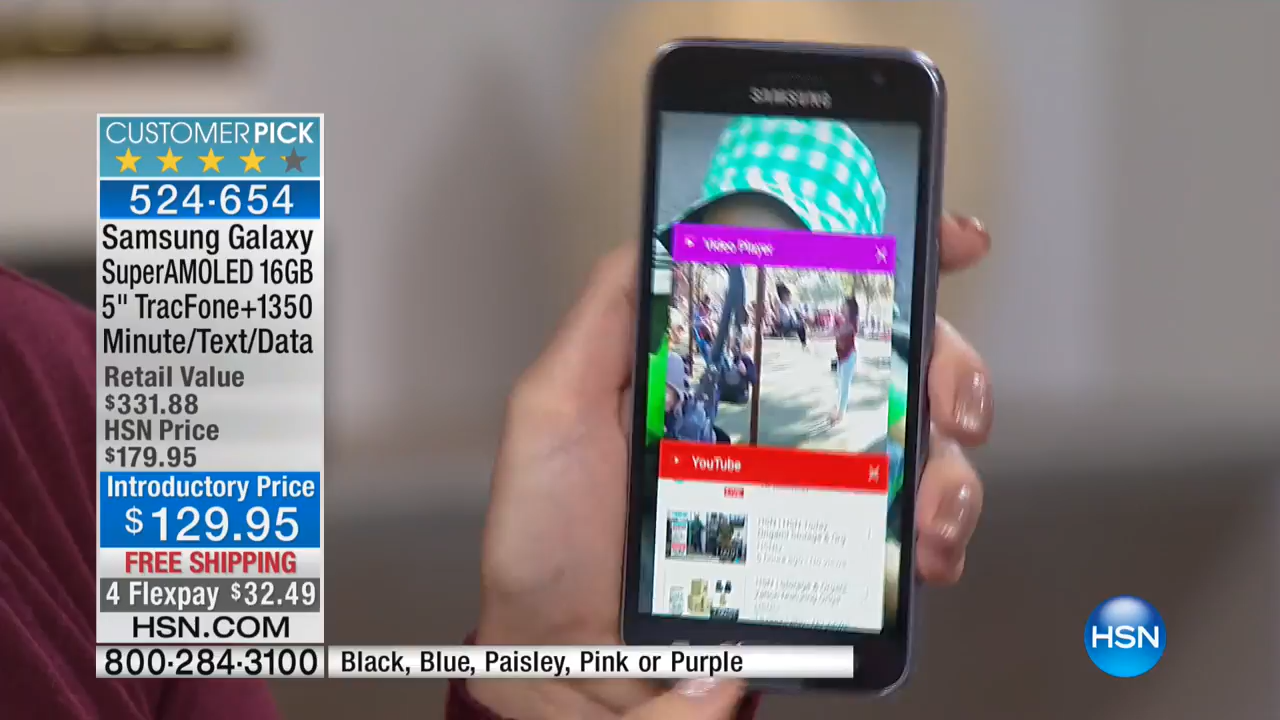 CUSTOMER PICK
524-654
Samsung Galaxy
SuperAMOLED 16GB
5" TracFone+1350
Minute/Text/Data
Retail Value
$331.88
HSN Price
$179.95
Introductory Price
$129.95
FREE SHIPPING
4 Flexpay $32.49
HSN.COM
800-284-3100
Black, Blue, Paisley, Pink or Purple
SAMSUNG
Video Player
YouTube
LIVE
HSN